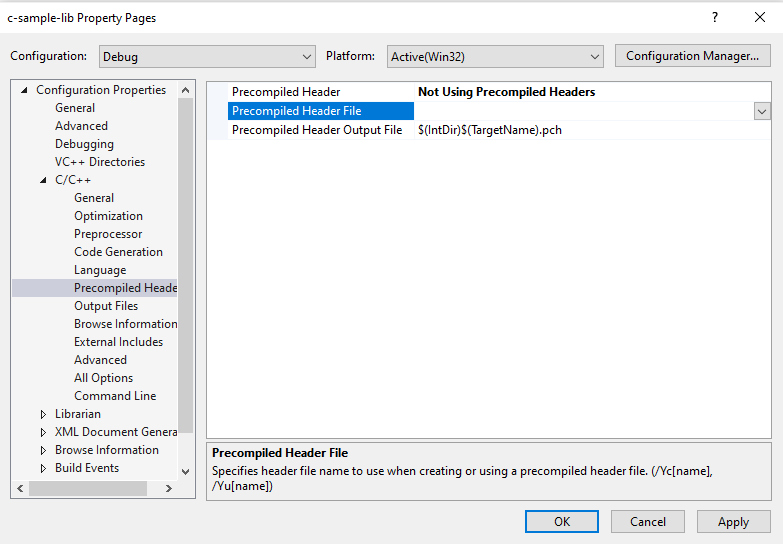 c-sample-lib Property Pages
?
Configuration: Debug Platform: Active(Win32) Configuration Manager...
Configuration Properties
General
Advanced
Debugging
VC++ Directories
C/C++
General
Optimization
Preprocessor
Code Generation
Language
Precompiled Heade
Output Files
Browse Information
External Includes
Advanced
All Options
Command Line
Librarian
XML Document Genera
Browse Information
Build Events
Precompiled Header Not Using Precompiled Headers
Precompiled Header File
Precompiled Header Output File $(IntDir)$(TargetName).pch
Precompiled Header File
Specifies header file name to use when creating or using a precompiled header file. (/Yc[name],
/Yu[name])
OK Cancel Apply